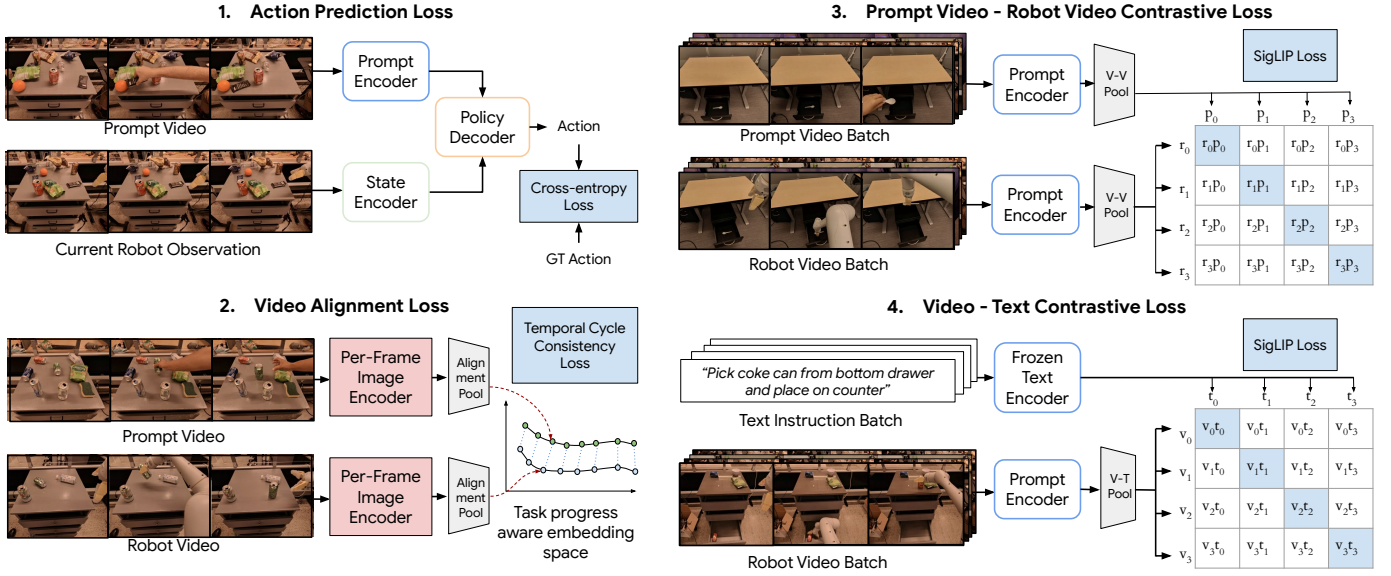 1. Action Prediction Loss
Prompt Video
Prompt
Encoder
Policy
Decoder
Action
State
Encoder
Current Robot Observation
Cross-entropy
Loss
GT Action
2. Video Alignment Loss
Prompt Video
Per-Frame
Image
Encoder
Align
ment
Pool
Temporal Cycle
Consistency
Loss
Robot Video
Per-Frame
Image
Encoder
Align
ment
Pool
Task progress
aware embedding
space
3. Prompt Video - Robot Video Contrastive Loss
Prompt Video Batch
Prompt
Encoder
V-V
Pool
SigLIP Loss
p₀ p₁ p₂ p₃
Robot Video Batch
Prompt
Encoder
V-V
Pool
r₀ r₀p₀ r₀p₁ r₀p₂ r₀p₃
r₁ r₁p₀ r₁p₁ r₁p₂ r₁p₃
r₂ r₂p₀ r₂p₁ r₂p₂ r₂p₃
r₃ r₃p₀ r₃p₁ r₃p₂ r₃p₃
4. Video - Text Contrastive Loss
“Pick coke can from bottom drawer
and place on counter”
Text Instruction Batch
Frozen
Text
Encoder
SigLIP Loss
t₀ t₁ t₂ t₃
Robot Video Batch
Prompt
Encoder
V-T
Pool
v₀ v₀t₀ v₀t₁ v₀t₂ v₀t₃
v₁ v₁t₀ v₁t₁ v₁t₂ v₁t₃
v₂ v₂t₀ v₂t₁ v₂t₂ v₂t₃
v₃ v₃t₀ v₃t₁ v₃t₂ v₃t₃